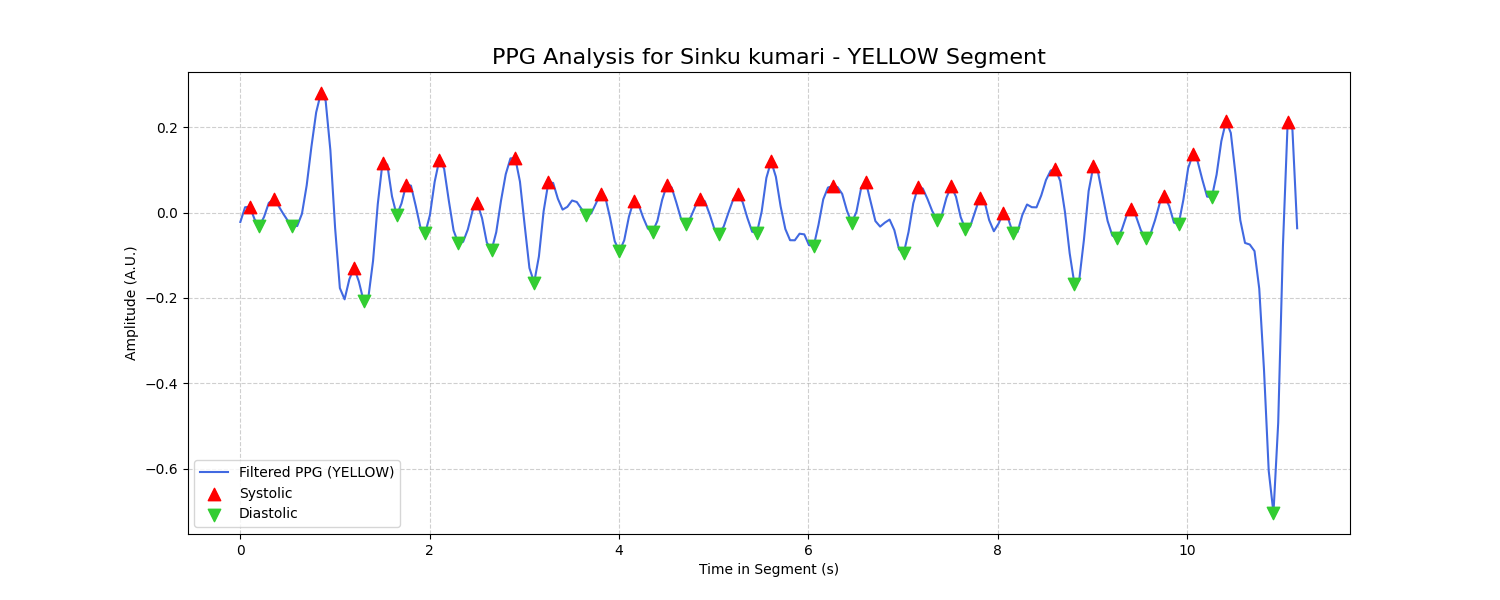 PPG Analysis for Sinku kumari - YELLOW Segment
Amplitude (A.U.)
0.2
0.0
−0.2
−0.4
−0.6
Filtered PPG (YELLOW)
Systolic
Diastolic
0 2 4 6 8 10
Time in Segment (s)